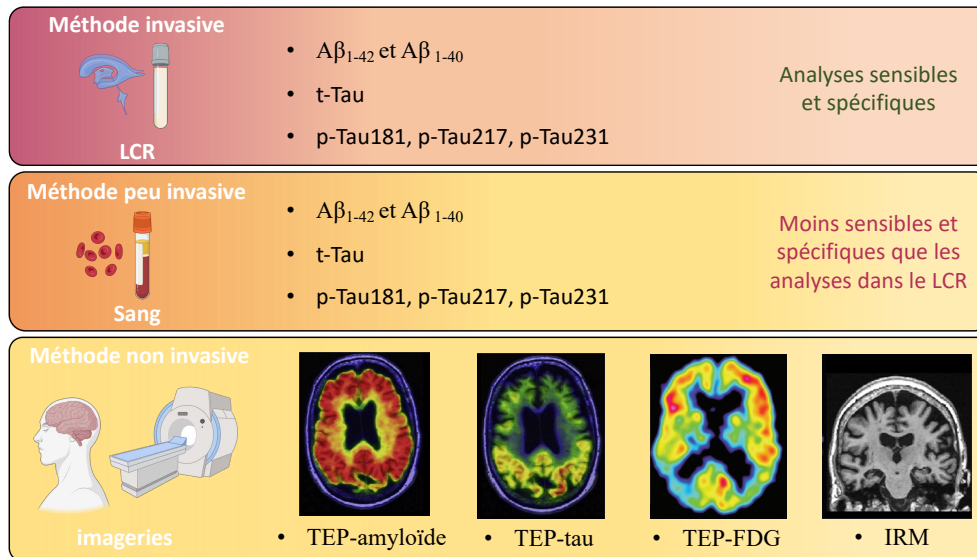 Méthode invasive
• Aβ1-42 et Aβ 1-40
• t-Tau
• p-Tau181, p-Tau217, p-Tau231
LCR
Analyses sensibles
et spécifiques
Méthode peu invasive
• Aβ1-42 et Aβ 1-40
• t-Tau
• p-Tau181, p-Tau217, p-Tau231
Sang
Moins sensibles et
spécifiques que les
analyses dans le LCR
Méthode non invasive
imageries
• TEP-amyloïde
• TEP-tau
• TEP-FDG
• IRM